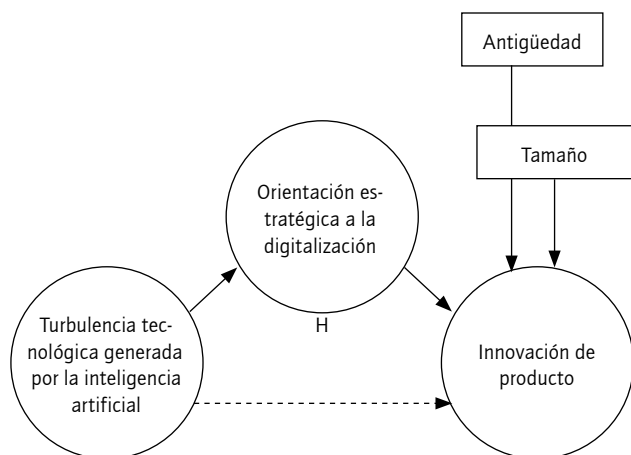 Antigüedad
Tamaño
Orientación es-
tratégica a la
digitalización
H
Turbulencia tec-
nológica generada
por la inteligencia
artificial
Innovación de
producto